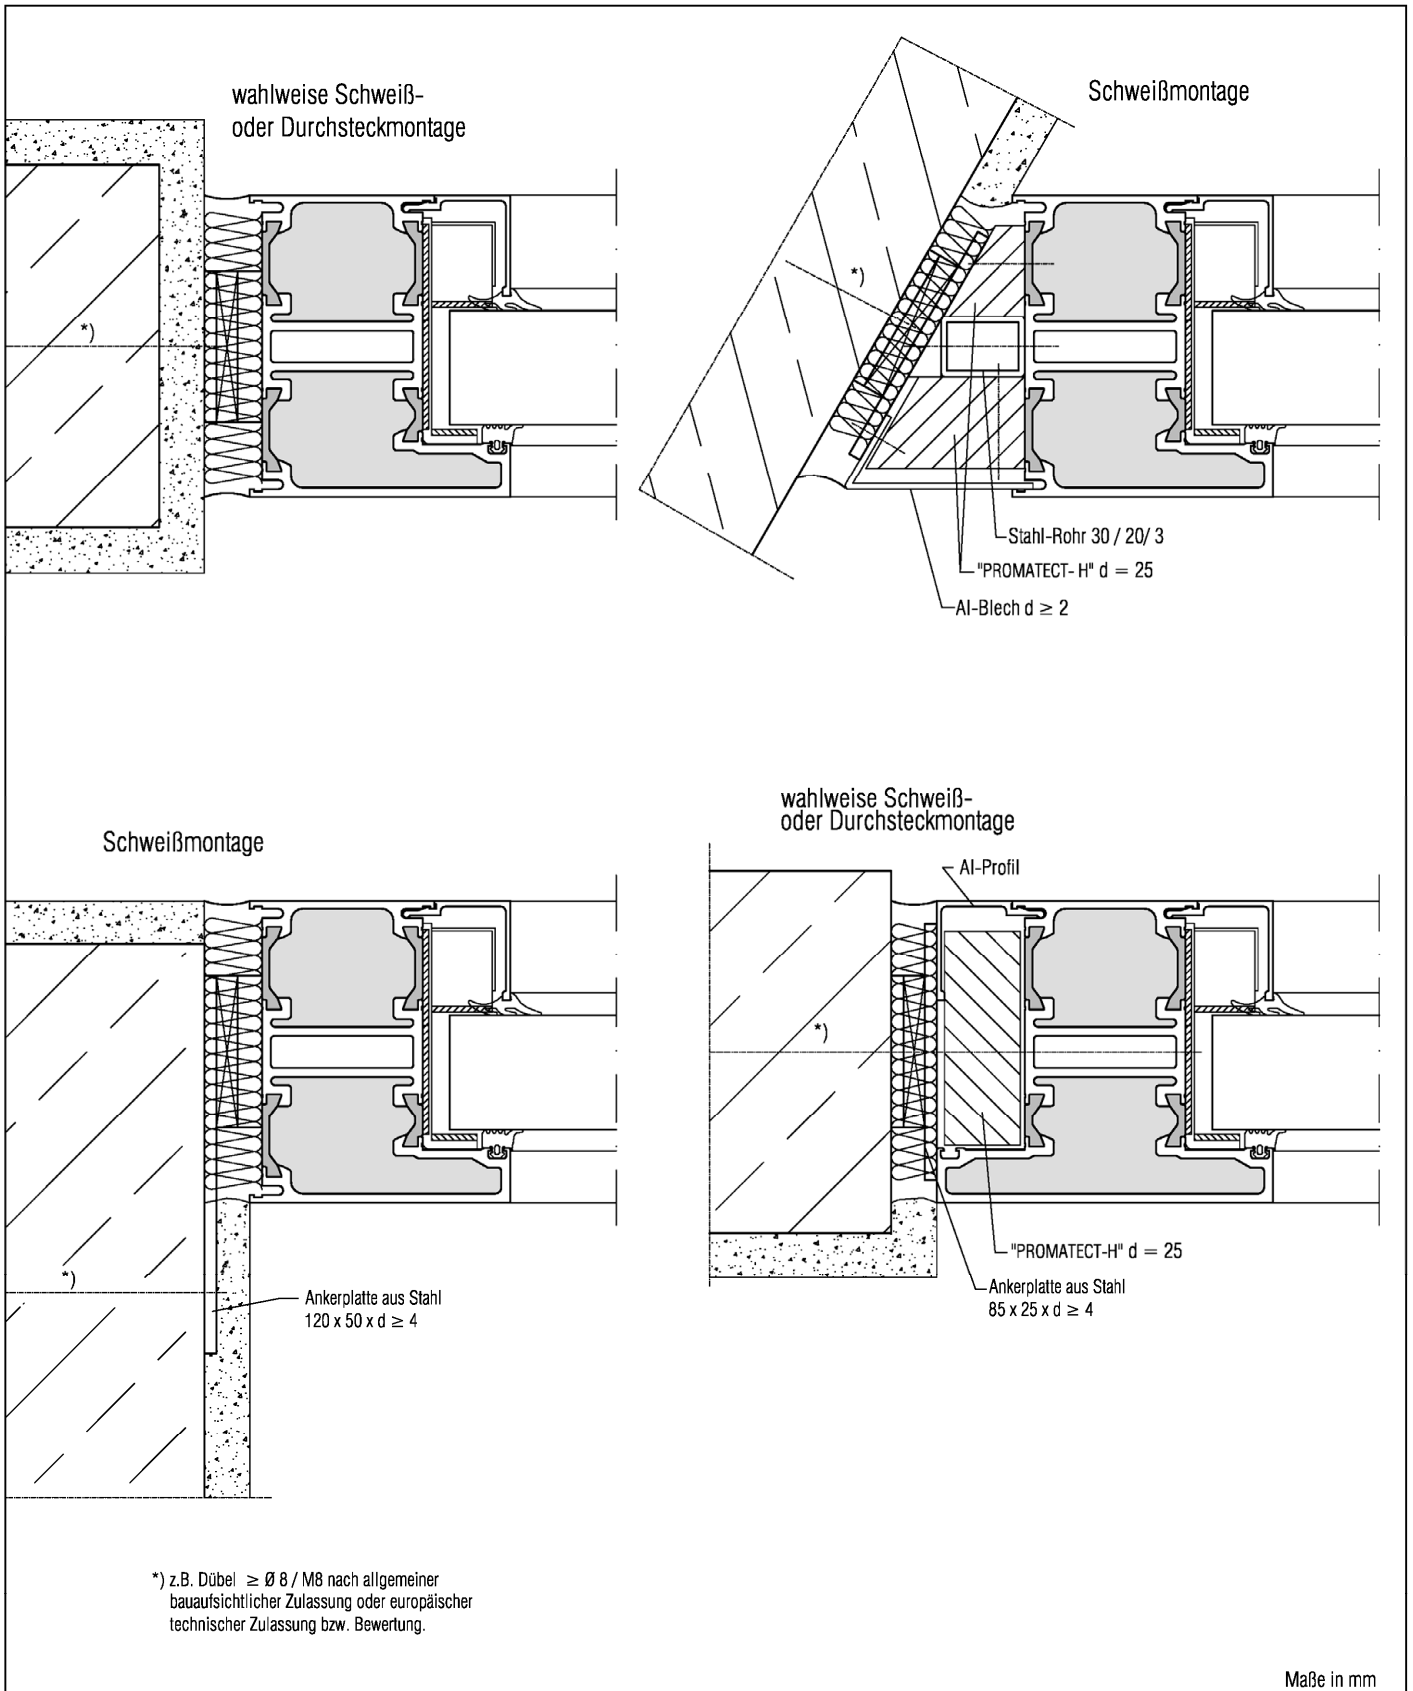 wahlweise Schweiß-
oder Durchsteckmontage
*)
Schweißmontage
*)
Stahl-Rohr 30 / 20/ 3
"PROMATECT- H" d = 25
Al-Blech d ≥ 2
Schweißmontage
*)
Ankerplatte aus Stahl
120 x 50 x d ≥ 4
wahlweise Schweiß-
oder Durchsteckmontage
Al-Profil
*)
"PROMATECT-H" d = 25
Ankerplatte aus Stahl
85 x 25 x d ≥ 4
*) z.B. Dübel ≥ Ø 8 / M8 nach allgemeiner
bauaufsichtlicher Zulassung oder europäischer
technischer Zulassung bzw. Bewertung.
Maße in mm